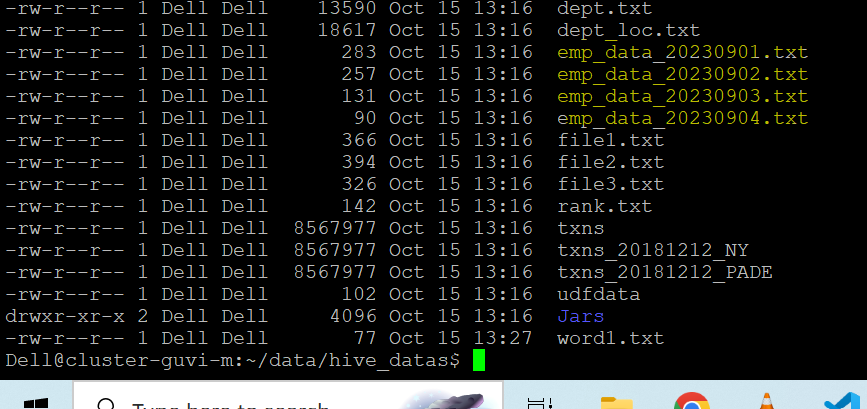 -rw-r--r-- 1 Dell Dell    13590 Oct 15 13:16  dept.txt
-rw-r--r-- 1 Dell Dell    18617 Oct 15 13:16  dept_loc.txt
-rw-r--r-- 1 Dell Dell      283 Oct 15 13:16  emp_data_20230901.txt
-rw-r--r-- 1 Dell Dell      257 Oct 15 13:16  emp_data_20230902.txt
-rw-r--r-- 1 Dell Dell      131 Oct 15 13:16  emp_data_20230903.txt
-rw-r--r-- 1 Dell Dell       90 Oct 15 13:16  emp_data_20230904.txt
-rw-r--r-- 1 Dell Dell      366 Oct 15 13:16  file1.txt
-rw-r--r-- 1 Dell Dell      394 Oct 15 13:16  file2.txt
-rw-r--r-- 1 Dell Dell      326 Oct 15 13:16  file3.txt
-rw-r--r-- 1 Dell Dell      142 Oct 15 13:16  rank.txt
-rw-r--r-- 1 Dell Dell  8567977 Oct 15 13:16  txns
-rw-r--r-- 1 Dell Dell  8567977 Oct 15 13:16  txns_20181212_NY
-rw-r--r-- 1 Dell Dell  8567977 Oct 15 13:16  txns_20181212_PADE
-rw-r--r-- 1 Dell Dell      102 Oct 15 13:16  udfdata
drwxr-xr-x 2 Dell Dell     4096 Oct 15 13:16  Jars
-rw-r--r-- 1 Dell Dell       77 Oct 15 13:27  word1.txt
Dell@cluster-guvi-m:~/data/hive_datas$
Type here to search